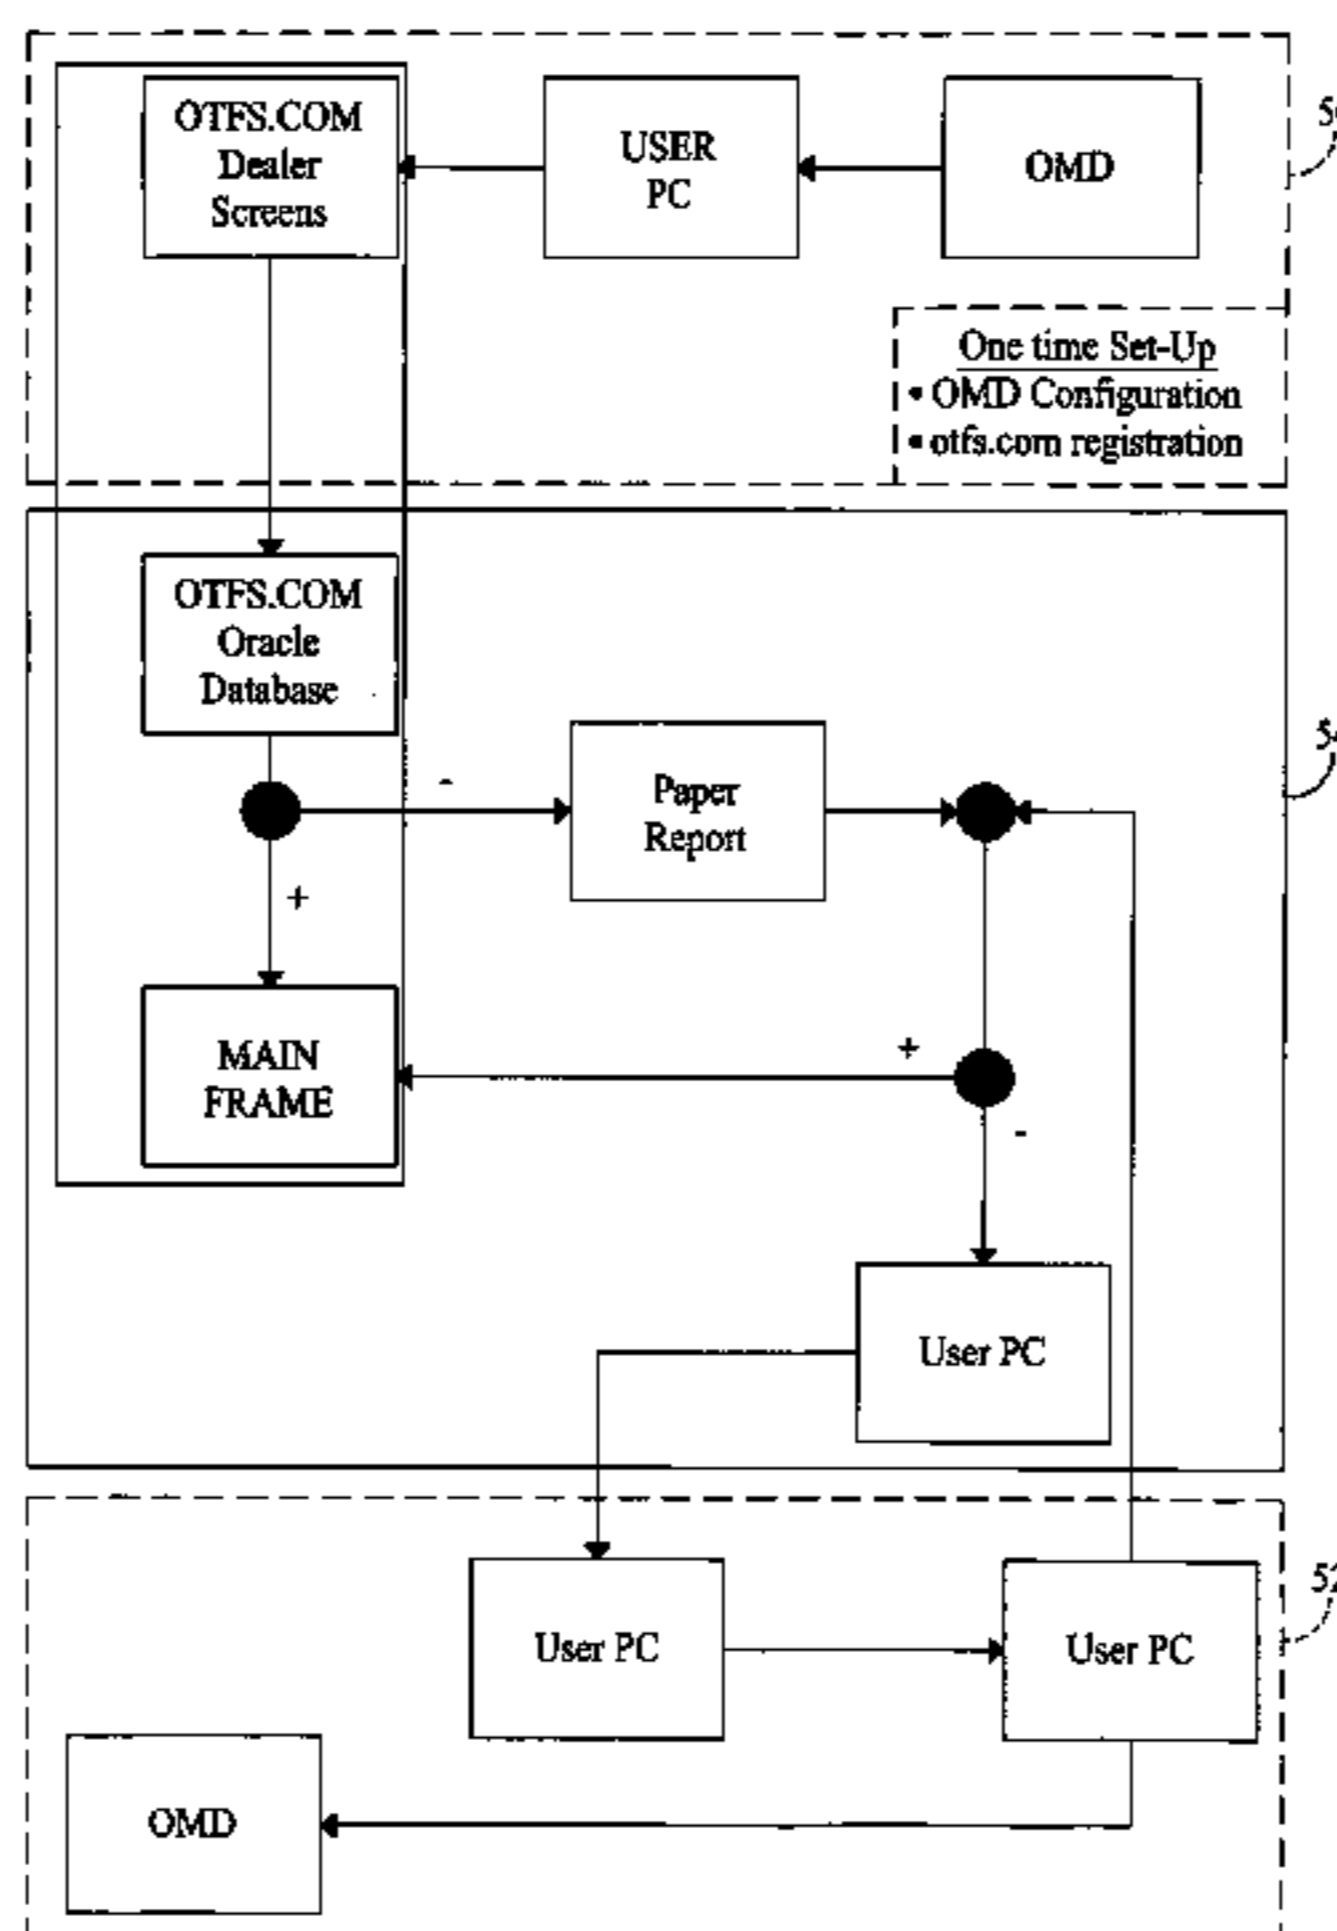 OTFS.COM
Dealer
Screens
USER
PC
OMD
One time Set-Up
• OMD Configuration
• otfs.com registration
OTFS.COM
Oracle
Database
-
Paper
Report
+
MAIN
FRAME
+
-
User PC
User PC
User PC
52
OMD